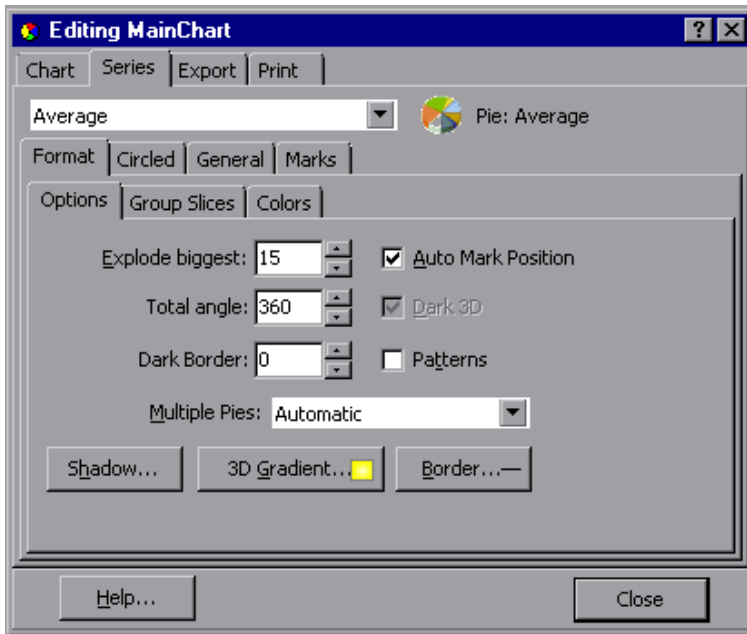 Editing MainChart
Chart Series Export Print
Average Pie: Average
Format Circled General Marks
Options Group Slices Colors
Explode biggest: 15 Auto Mark Position
Total angle: 360 Dark 3D
Dark Border: 0 Patterns
Multiple Pies: Automatic
Shadow... 3D Gradient... Border...
Help... Close